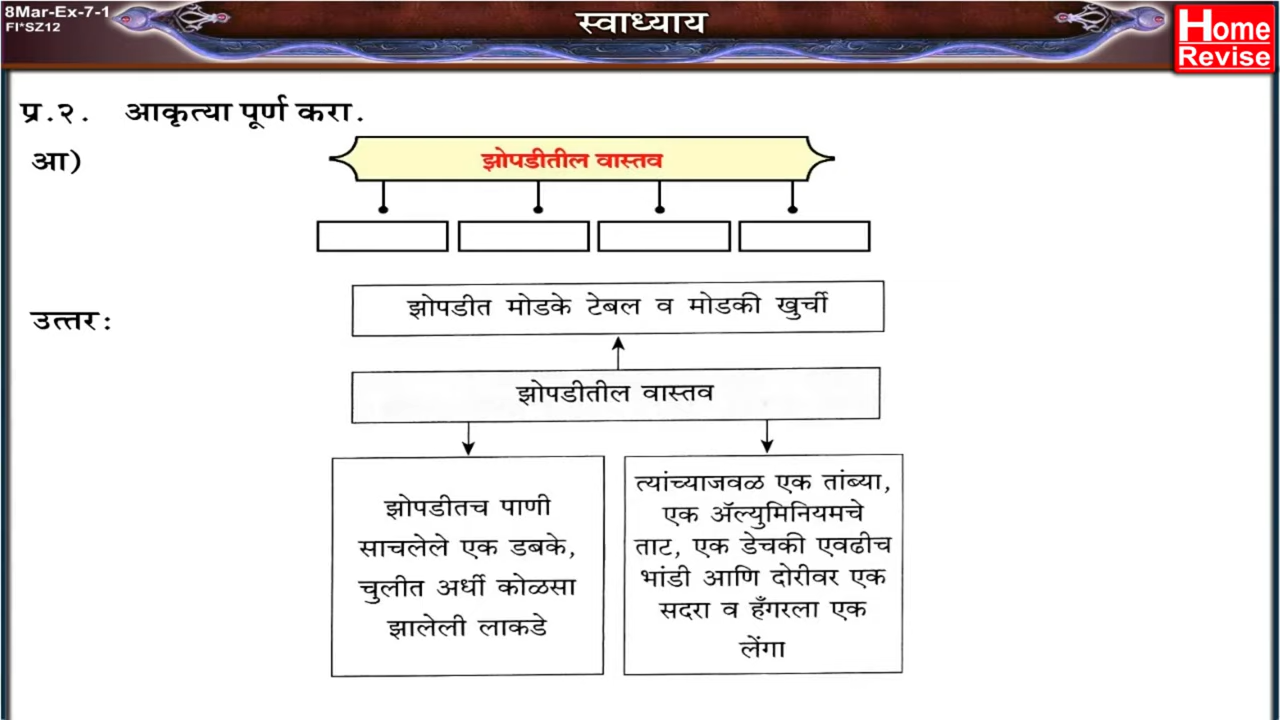 8Mar-Ex-7-1
FI*SZ12
स्वाध्याय
Home
Revise
प्र.२. आकृत्या पूर्ण करा.
आ)
झोपडीतील वास्तव
उत्तर:
झोपडीत मोडके टेबल व मोडकी खुर्ची
झोपडीतील वास्तव
झोपडीतच पाणी
साचलेले एक डबके,
चुलीत अर्धी कोळसा
झालेली लाकडे
त्यांच्याजवळ एक तांब्या,
एक ॲल्युमिनियमचे
ताट, एक डेचकी एवढीच
भांडी आणि दोरीवर एक
सदरा व हँगरला एक
लेंगा